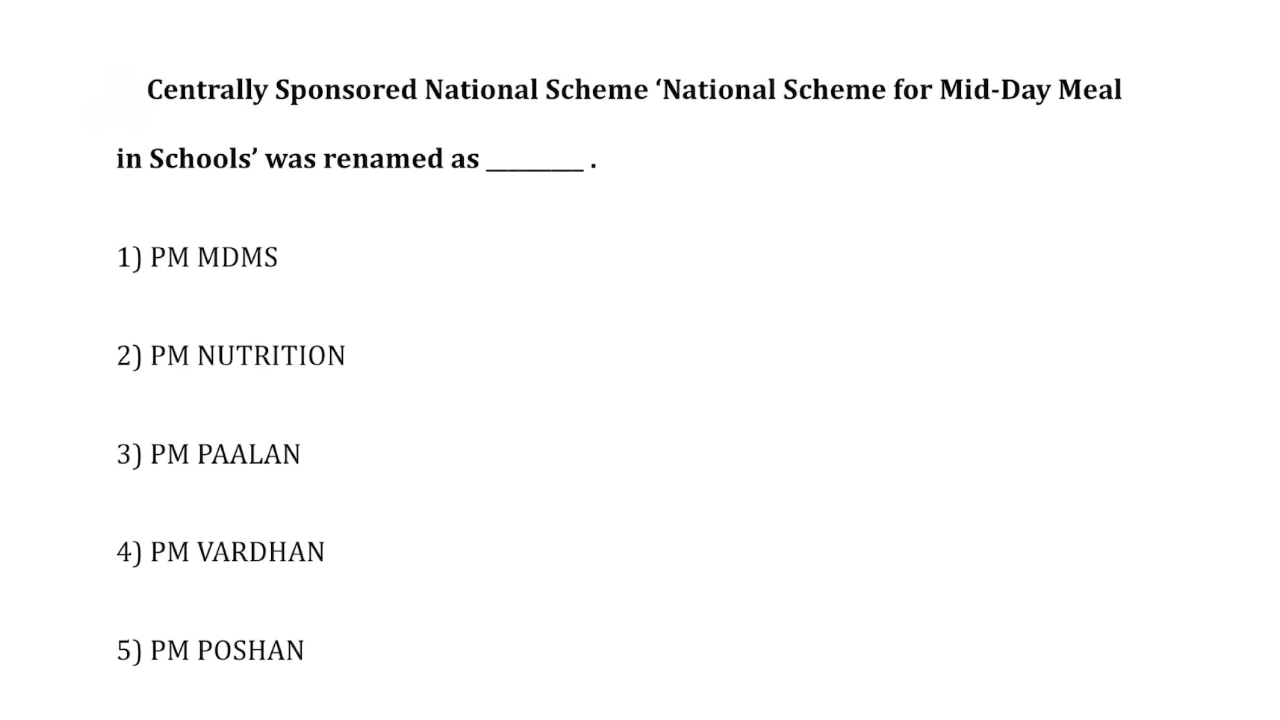 Centrally Sponsored National Scheme ‘National Scheme for Mid-Day Meal
in Schools’ was renamed as ________ .
1) PM MDMS
2) PM NUTRITION
3) PM PAALAN
4) PM VARDHAN
5) PM POSHAN